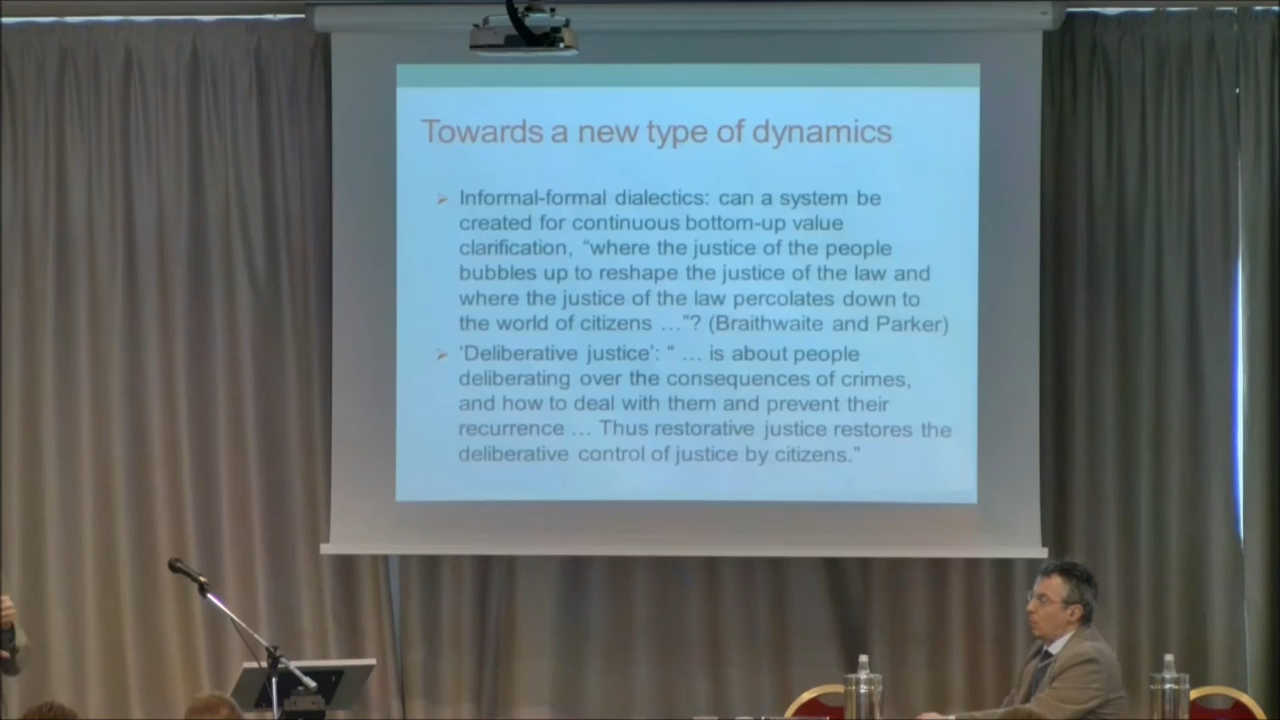 Towards a new type of dynamics
Informal-formal dialectics: can a system be
created for continuous bottom-up value
clarification, “where the justice of the people
bubbles up to reshape the justice of the law and
where the justice of the law percolates down to
the world of citizens …”? (Braithwaite and Parker)
‘Deliberative justice’: “ … is about people
deliberating over the consequences of crimes,
and how to deal with them and prevent their
recurrence … Thus restorative justice restores the
deliberative control of justice by citizens.”